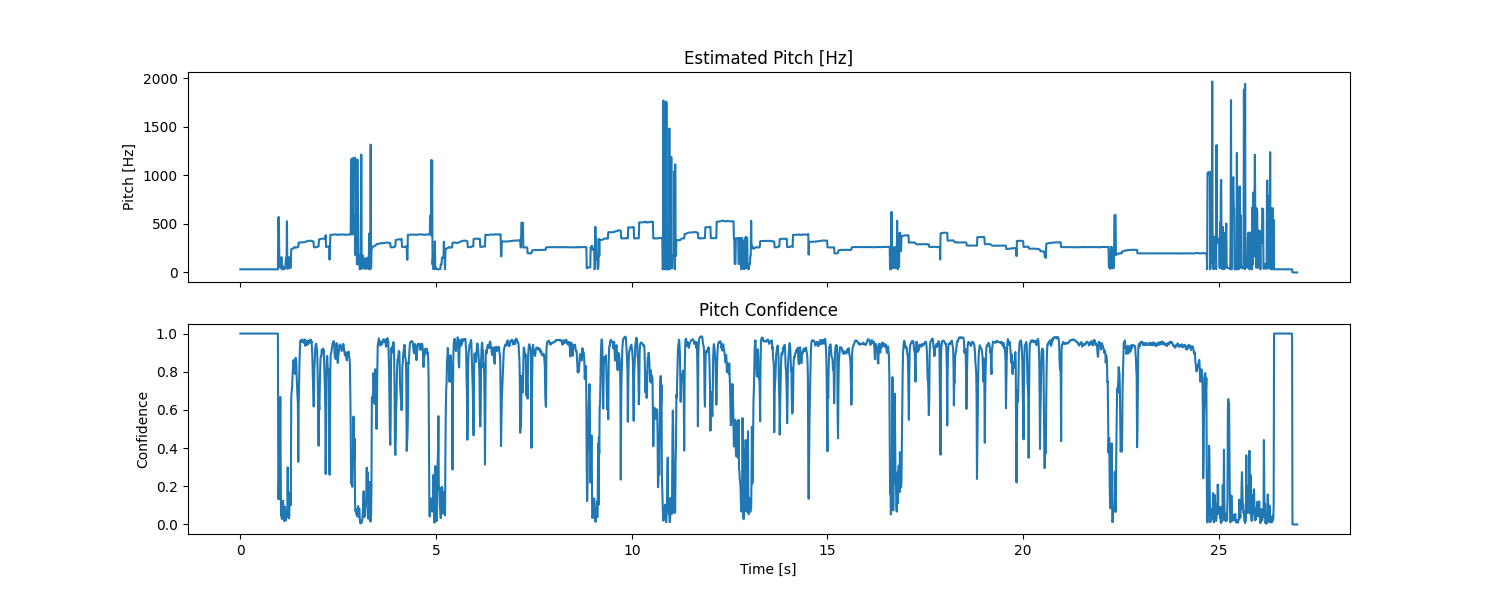 Estimated Pitch [Hz]
2000
1500
1000
500
0
Pitch [Hz]
Pitch Confidence
1.0
0.8
0.6
0.4
0.2
0.0
Confidence
0 5 10 15 20 25
Time [s]